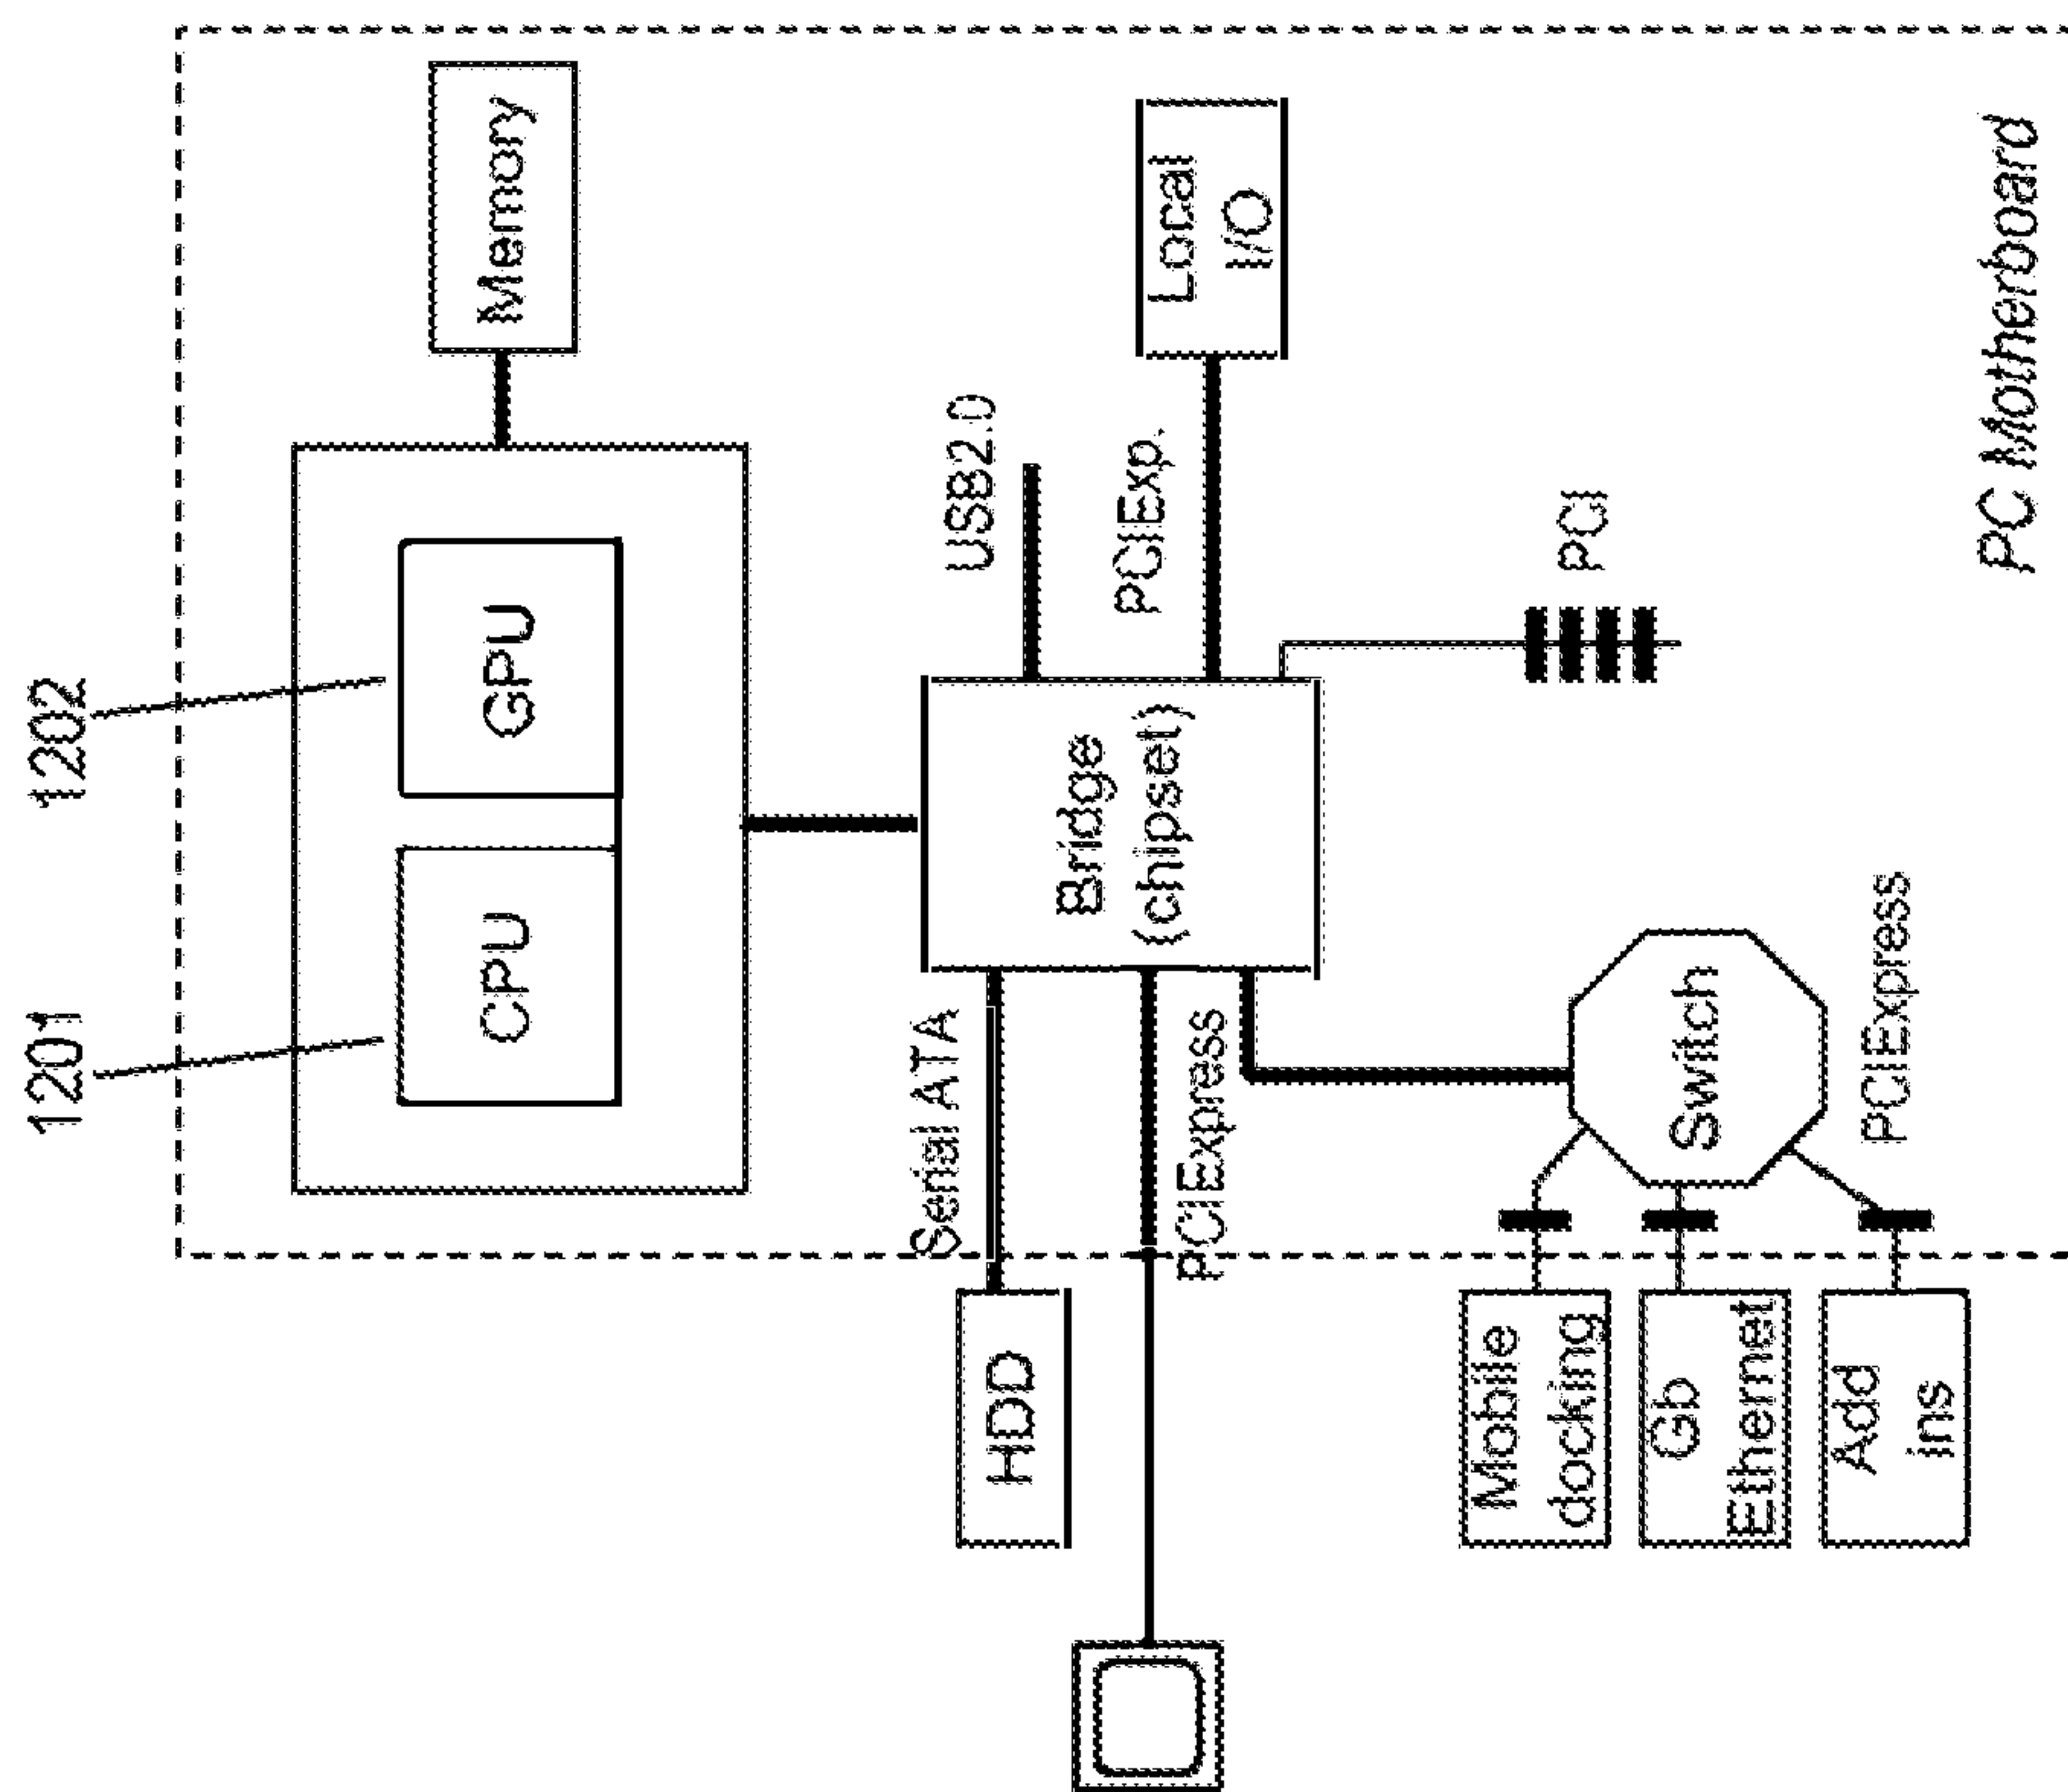 1201
1202
CPU
GPU
Memory
Serial ATA
USB2.0
HDD
Bridge
(chipset)
PCIExp.
Local
I/O
PCIExpress
Mobile
docking
PCI
Gb
Ethernet
Switch
Add
ins
PCIExpress
PC Motherboard